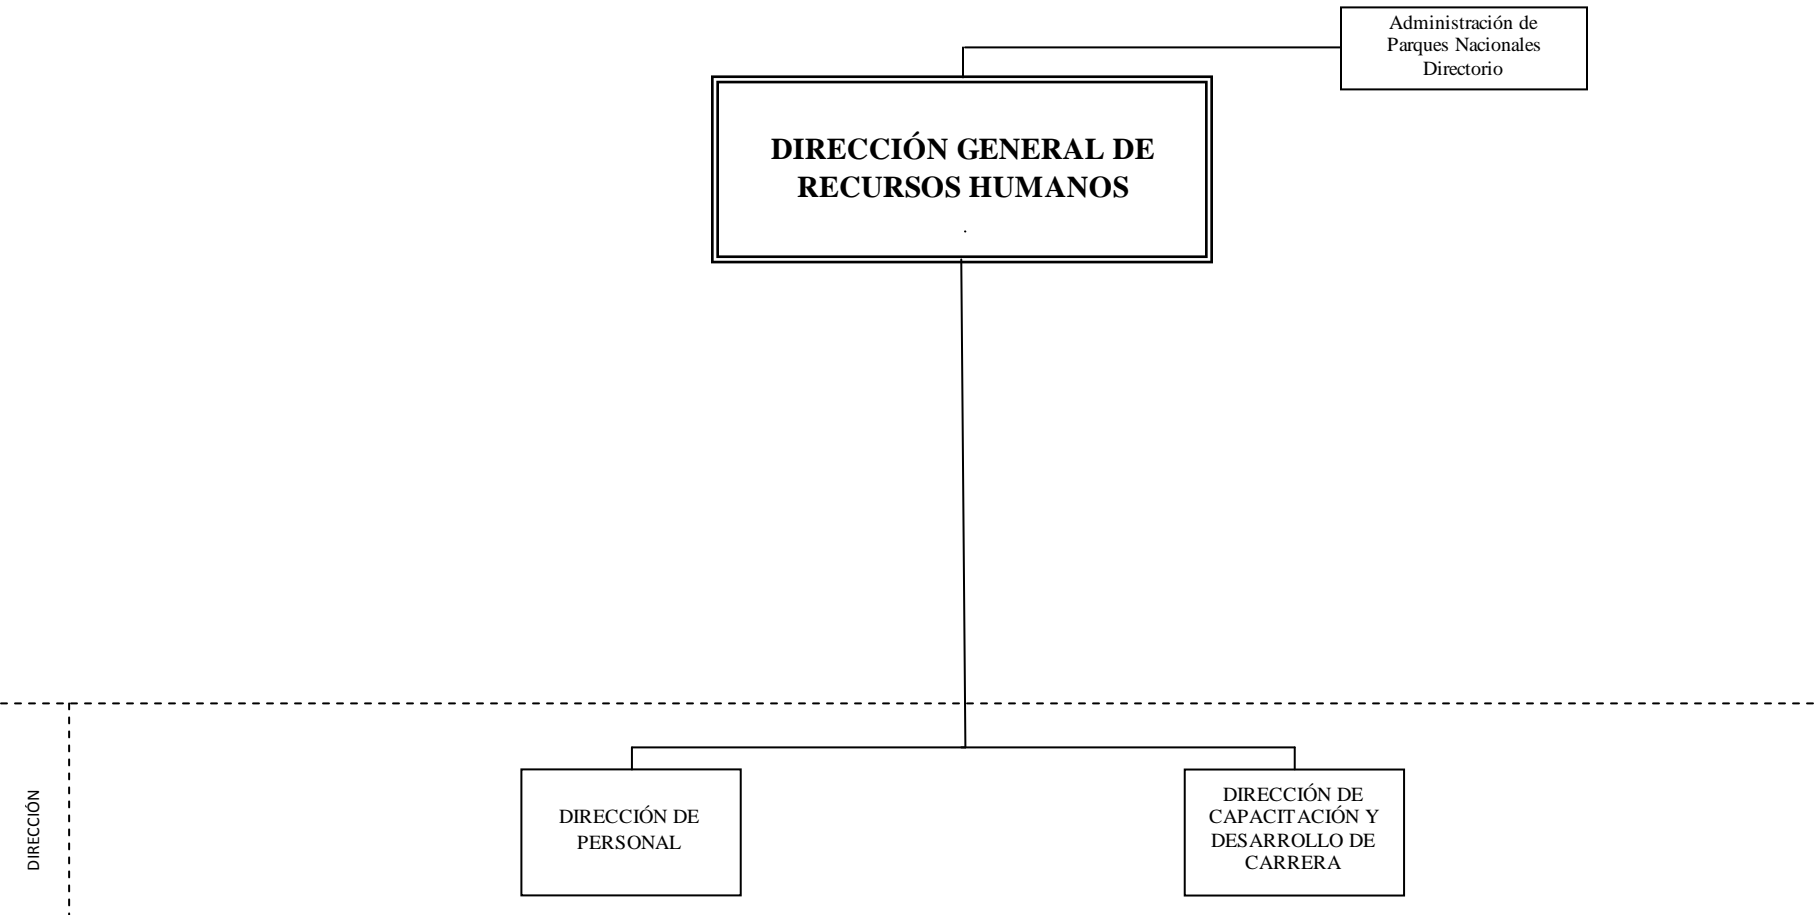 Administración de
Parques Nacionales
Directorio
DIRECCIÓN GENERAL DE
RECURSOS HUMANOS
.
DIRECCIÓN
DIRECCIÓN DE
PERSONAL
DIRECCIÓN DE
CAPACITACIÓN Y
DESARROLLO DE
CARRERA